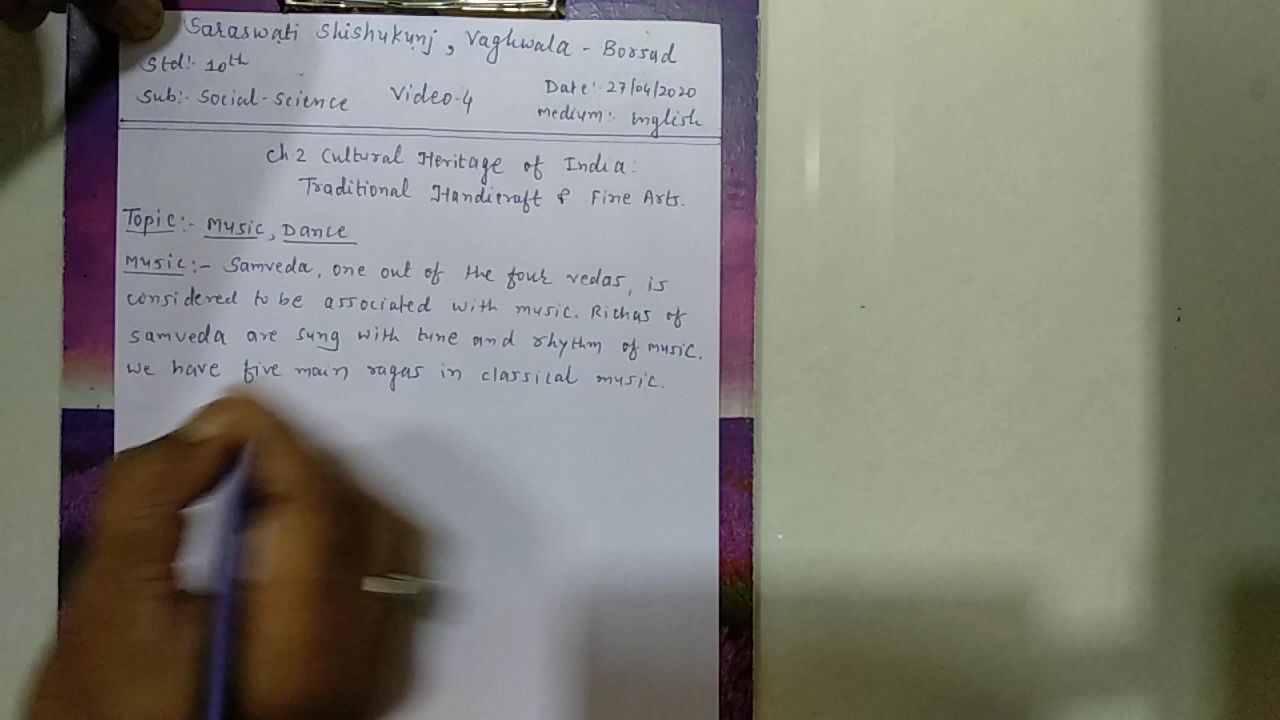 Saraswati Shishukunj, Vaghwala - Borsad
Std:- 10th
Sub:- Social-Science Video-4 Date:- 27/04/2020
Medium:- English
Ch 2 Cultural Heritage of India:
Traditional Handicraft & Fine Arts.
Topic:- Music, Dance
Music:- Samveda, one out of the four vedas, is
considered to be associated with music. Richas of
samveda are sung with tune and rhythm of music.
We have five main ragas in classical music.